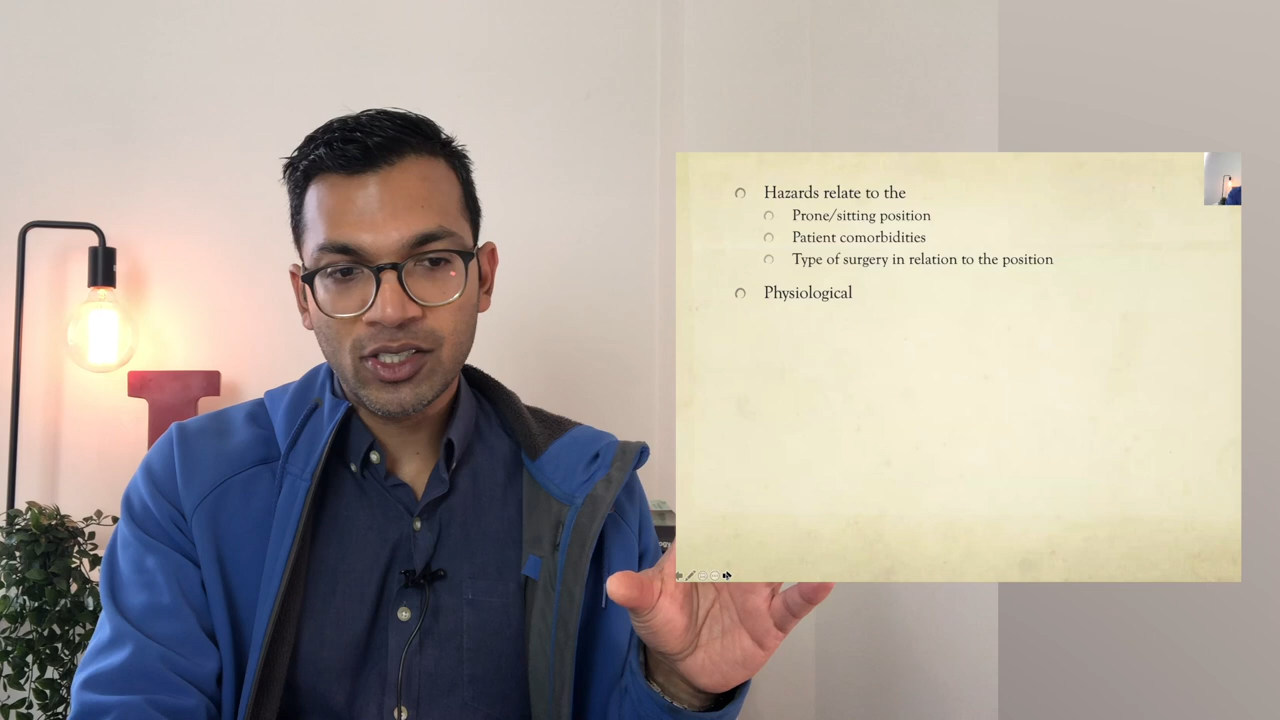 Hazards relate to the
Prone/sitting position
Patient comorbidities
Type of surgery in relation to the position
Physiological